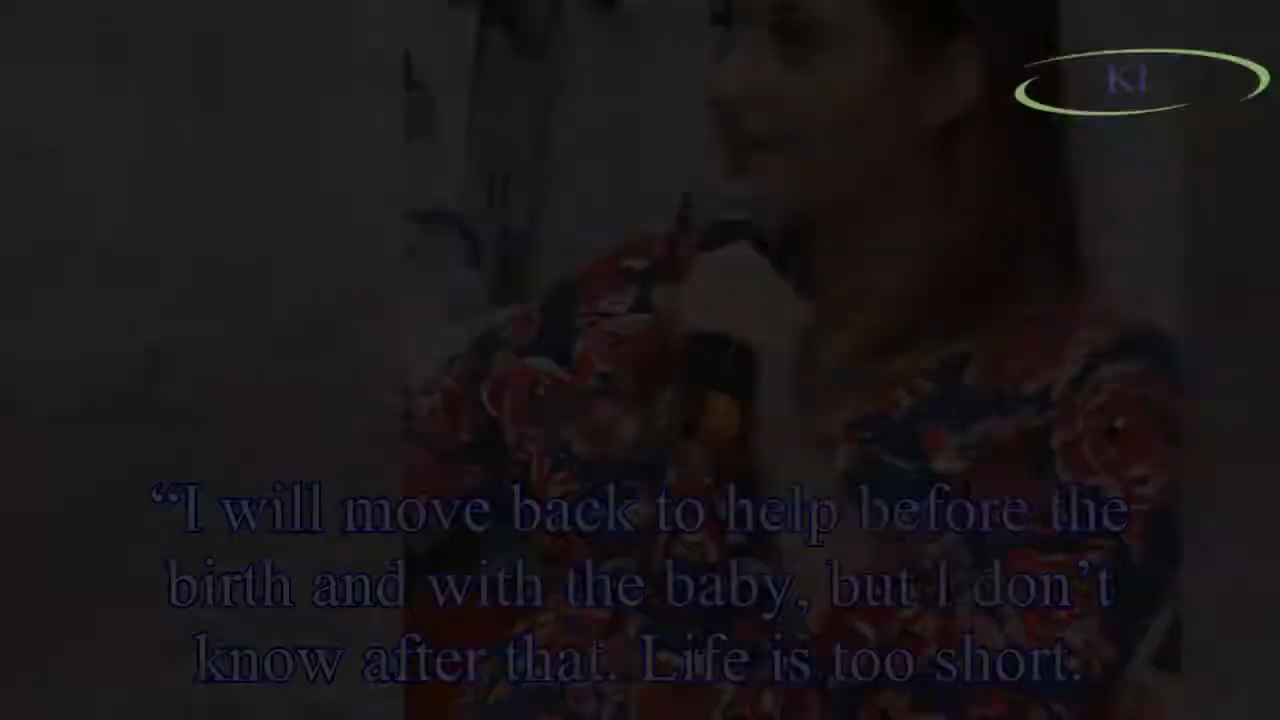 KI
“I will move back to help before the
birth and with the baby, but I don’t
know after that. Life is too short.